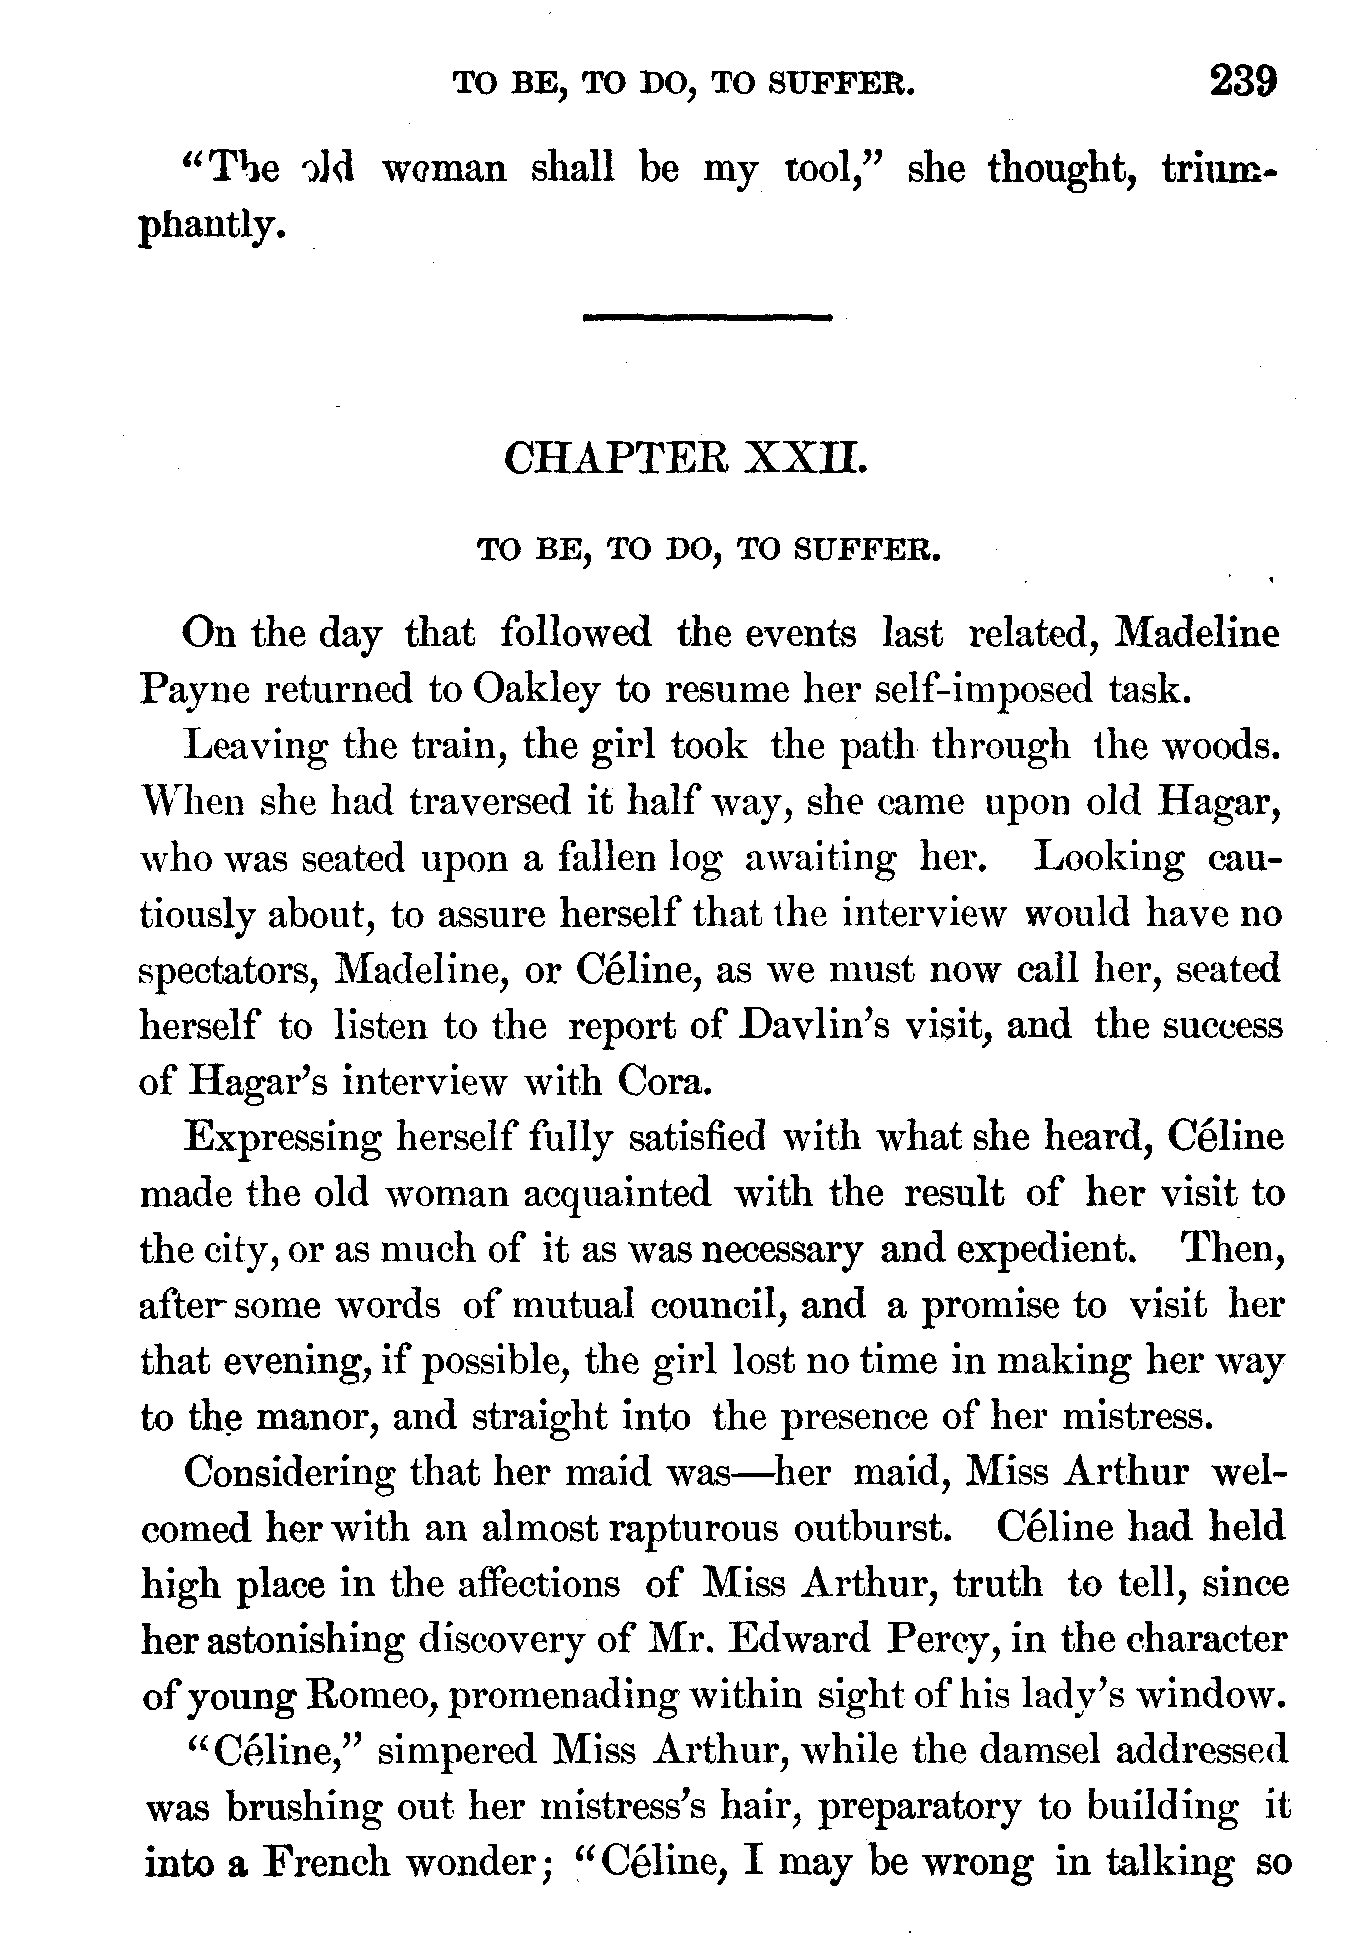 TO BE, TO DO, TO SUFFER. 239
"The old woman shall be my tool," she thought, trium-
phantly.
CHAPTER XXII.
TO BE, TO DO, TO SUFFER.
On the day that followed the events last related, Madeline
Payne returned to Oakley to resume her self-imposed task.
Leaving the train, the girl took the path through the woods.
When she had traversed it half way, she came upon old Hagar,
who was seated upon a fallen log awaiting her. Looking cau-
tiously about, to assure herself that the interview would have no
spectators, Madeline, or Céline, as we must now call her, seated
herself to listen to the report of Davlin's visit, and the success
of Hagar's interview with Cora.
Expressing herself fully satisfied with what she heard, Céline
made the old woman acquainted with the result of her visit to
the city, or as much of it as was necessary and expedient. Then,
after some words of mutual council, and a promise to visit her
that evening, if possible, the girl lost no time in making her way
to the manor, and straight into the presence of her mistress.
Considering that her maid was—her maid, Miss Arthur wel-
comed her with an almost rapturous outburst. Céline had held
high place in the affections of Miss Arthur, truth to tell, since
her astonishing discovery of Mr. Edward Percy, in the character
of young Romeo, promenading within sight of his lady's window.
"Céline," simpered Miss Arthur, while the damsel addressed
was brushing out her mistress's hair, preparatory to building it
into a French wonder; "Céline, I may be wrong in talking so